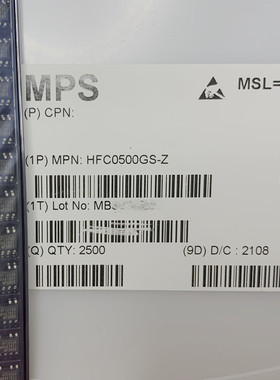 MPS
MSL=
(P) CPN:
(1P) MPN: HFC0500GS-Z
(1T) Lot No: MB
(Q) QTY: 2500 (9D) D/C : 2108